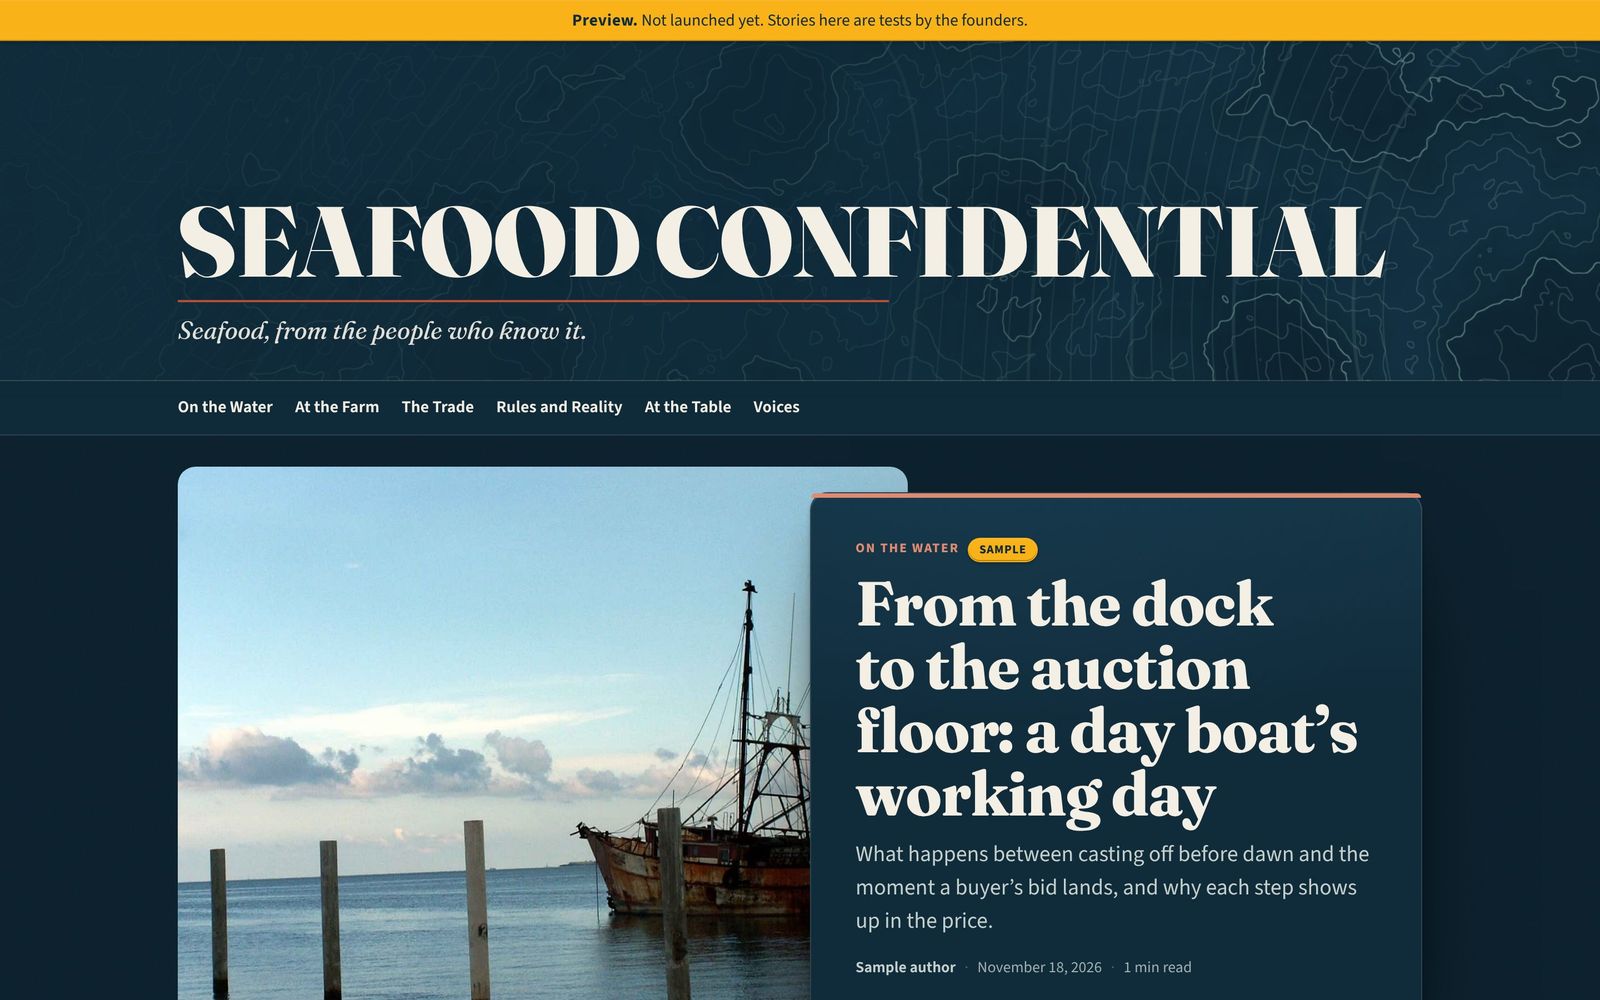 Preview. Not launched yet. Stories here are tests by the founders.
SEAFOOD CONFIDENTIAL
Seafood, from the people who know it.
On the Water At the Farm The Trade Rules and Reality At the Table Voices
ON THE WATER SAMPLE
From the dock
to the auction
floor: a day boat’s
working day
What happens between casting off before dawn and the
moment a buyer’s bid lands, and why each step shows
up in the price.
Sample author · November 18, 2026 · 1 min read